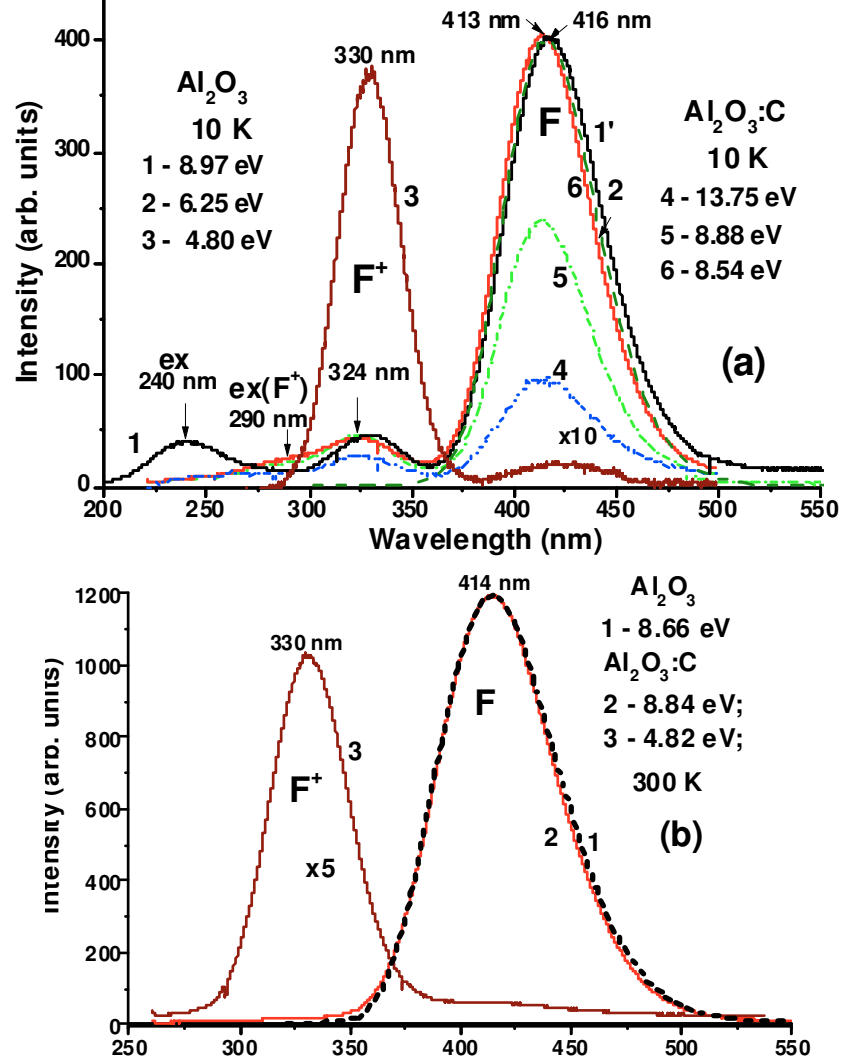 400
300
200
100
0
Intensity (arb. units)
Al2O3
10 K
1 - 8.97 eV
2 - 6.25 eV
3 - 4.80 eV
330 nm
413 nm
416 nm
F
1'
2
6
3
F+
5
4
x10
Al2O3:C
10 K
4 - 13.75 eV
5 - 8.88 eV
6 - 8.54 eV
(a)
ex
240 nm
ex(F+)
290 nm
324 nm
1
200 250 300 350 400 450 500 550
Wavelength (nm)
1200
1000
800
600
400
200
0
Intensity (arb. units)
330 nm
414 nm
3
F+
x5
F
2
1
Al2O3
1 - 8.66 eV
Al2O3:C
2 - 8.84 eV;
3 - 4.82 eV;
300 K
(b)
250 300 350 400 450 500 550